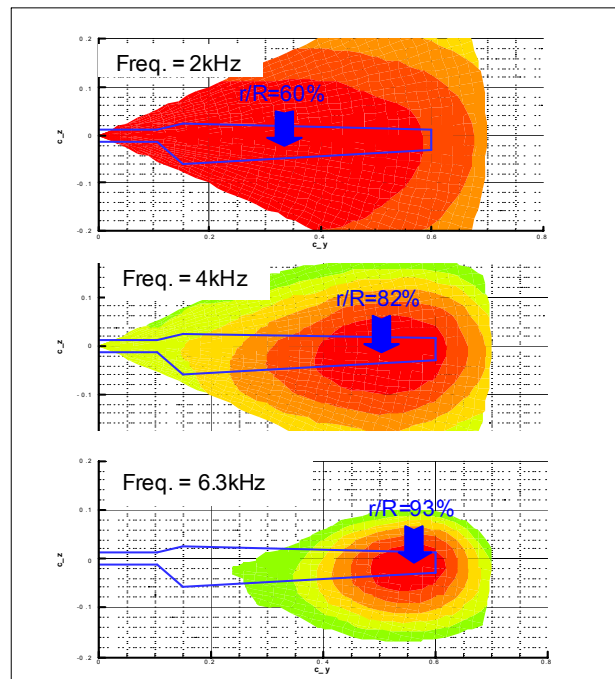 Freq. = 2kHz
r/R=60%
0.2
0.1
0
-0.1
-0.2
c_z
0
0.2
0.4
0.6
0.8
c_y
Freq. = 4kHz
r/R=82%
0.1
0
-0.1
c_z
Freq. = 6.3kHz
r/R=93%
0.2
0.1
0
-0.1
-0.2
c_z
0
0.2
0.4
0.6
0.8
c_y